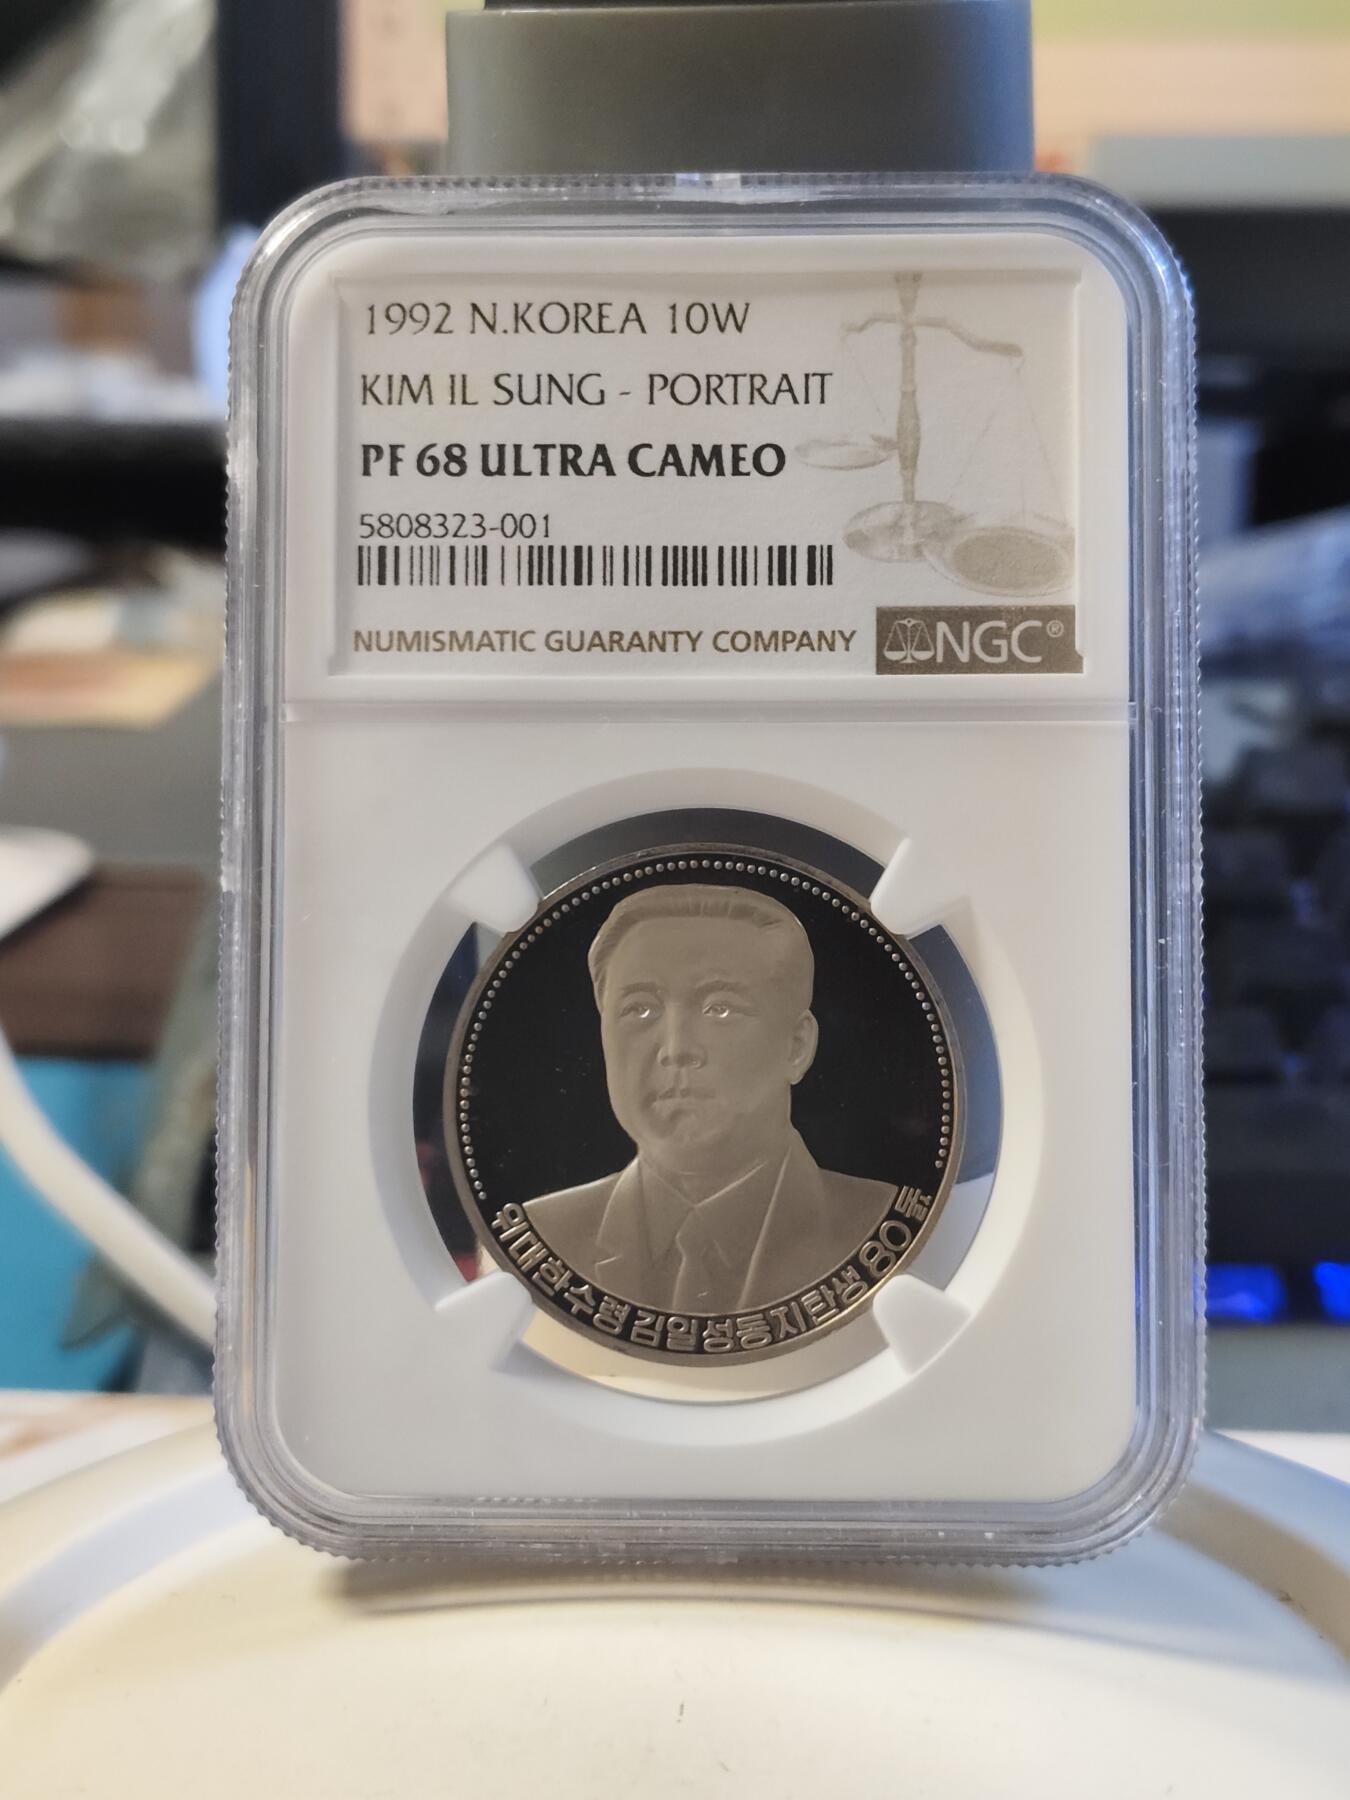 1992 N.KOREA 10W
KIM IL SUNG - PORTRAIT
PF 68 ULTRA CAMEO
5808323-001
NUMISMATIC GUARANTY COMPANY
NGC®
위대한수령김일성동지탄생80돐